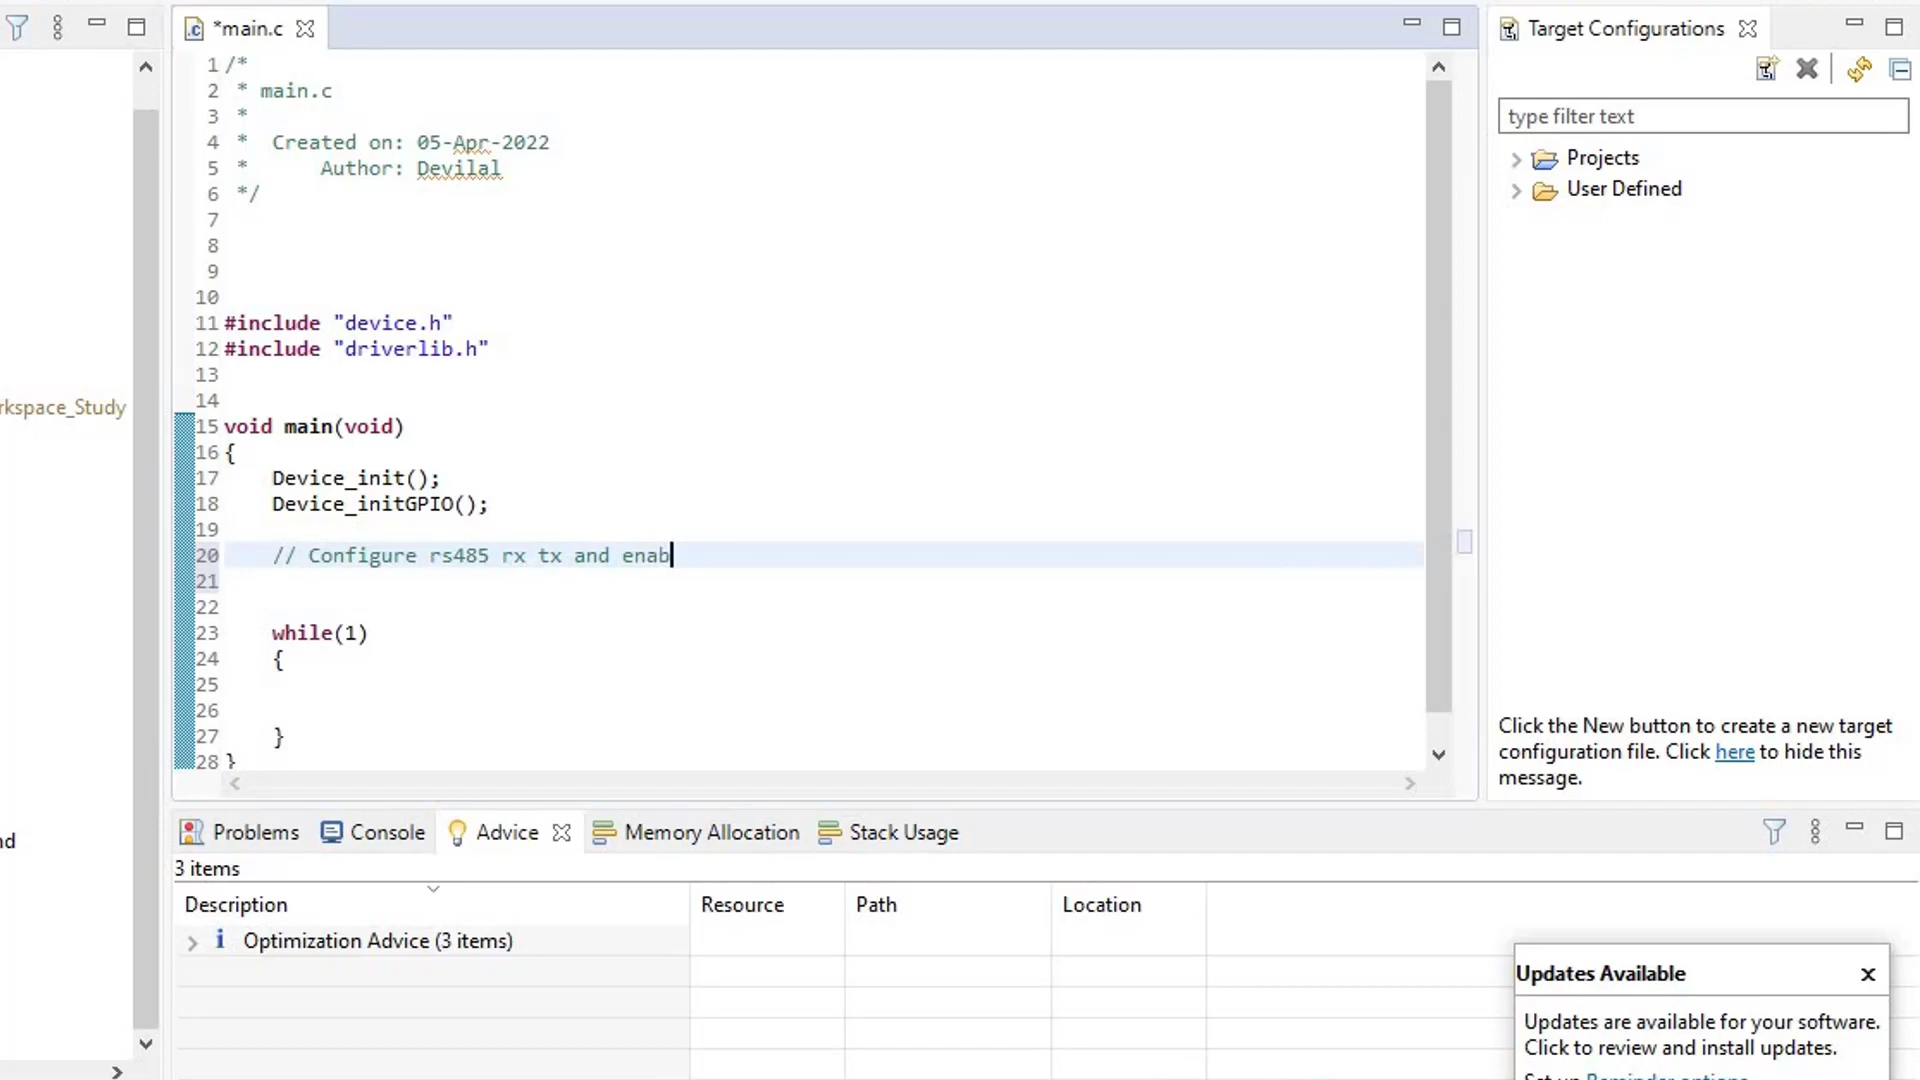 *main.c
Target Configurations
1 /*
2 * main.c
3 *
4 * Created on: 05-Apr-2022
5 * Author: Devilal
6 */
7
8
9
10
11 #include "device.h"
12 #include "driverlib.h"
13
14
15 void main(void)
16 {
17 Device_init();
18 Device_initGPIO();
19
20 // Configure rs485 rx tx and enab
21
22
23 while(1)
24 {
25
26
27 }
28 }
rkspace_Study
nd
type filter text
Projects
User Defined
Click the New button to create a new target
configuration file. Click here to hide this
message.
Problems Console Advice Memory Allocation Stack Usage
3 items
Description Resource Path Location
i Optimization Advice (3 items)
Updates Available x
Updates are available for your software.
Click to review and install updates.
Set up Reminder options